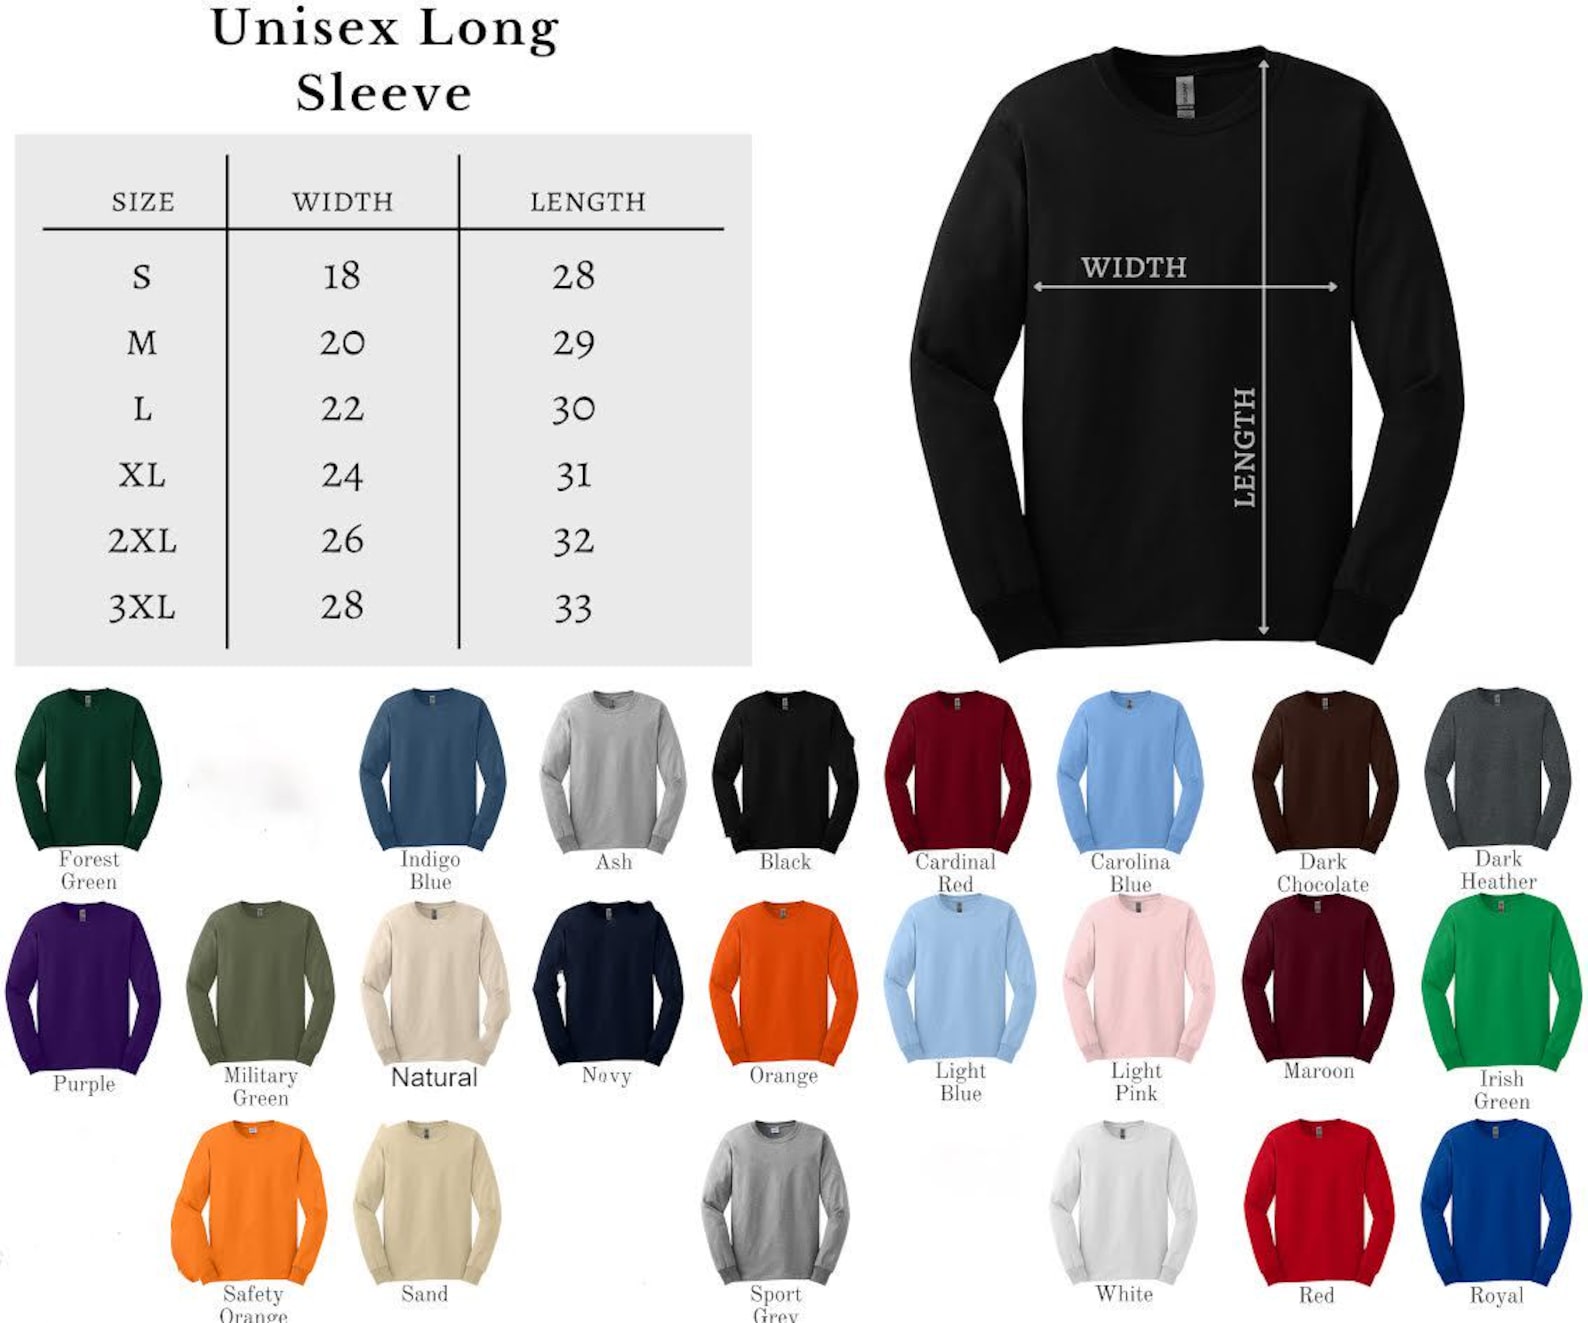 Unisex Long
Sleeve
SIZE WIDTH LENGTH
S 18 28
M 20 29
L 22 30
XL 24 31
2XL 26 32
3XL 28 33
WIDTH
LENGTH
Forest
Green
Indigo
Blue
Ash
Black
Cardinal
Red
Carolina
Blue
Dark
Chocolate
Dark
Heather
Purple
Military
Green
Natural
Navy
Orange
Light
Blue
Light
Pink
Maroon
Irish
Green
Safety
Orange
Sand
Sport
Grey
White
Red
Royal